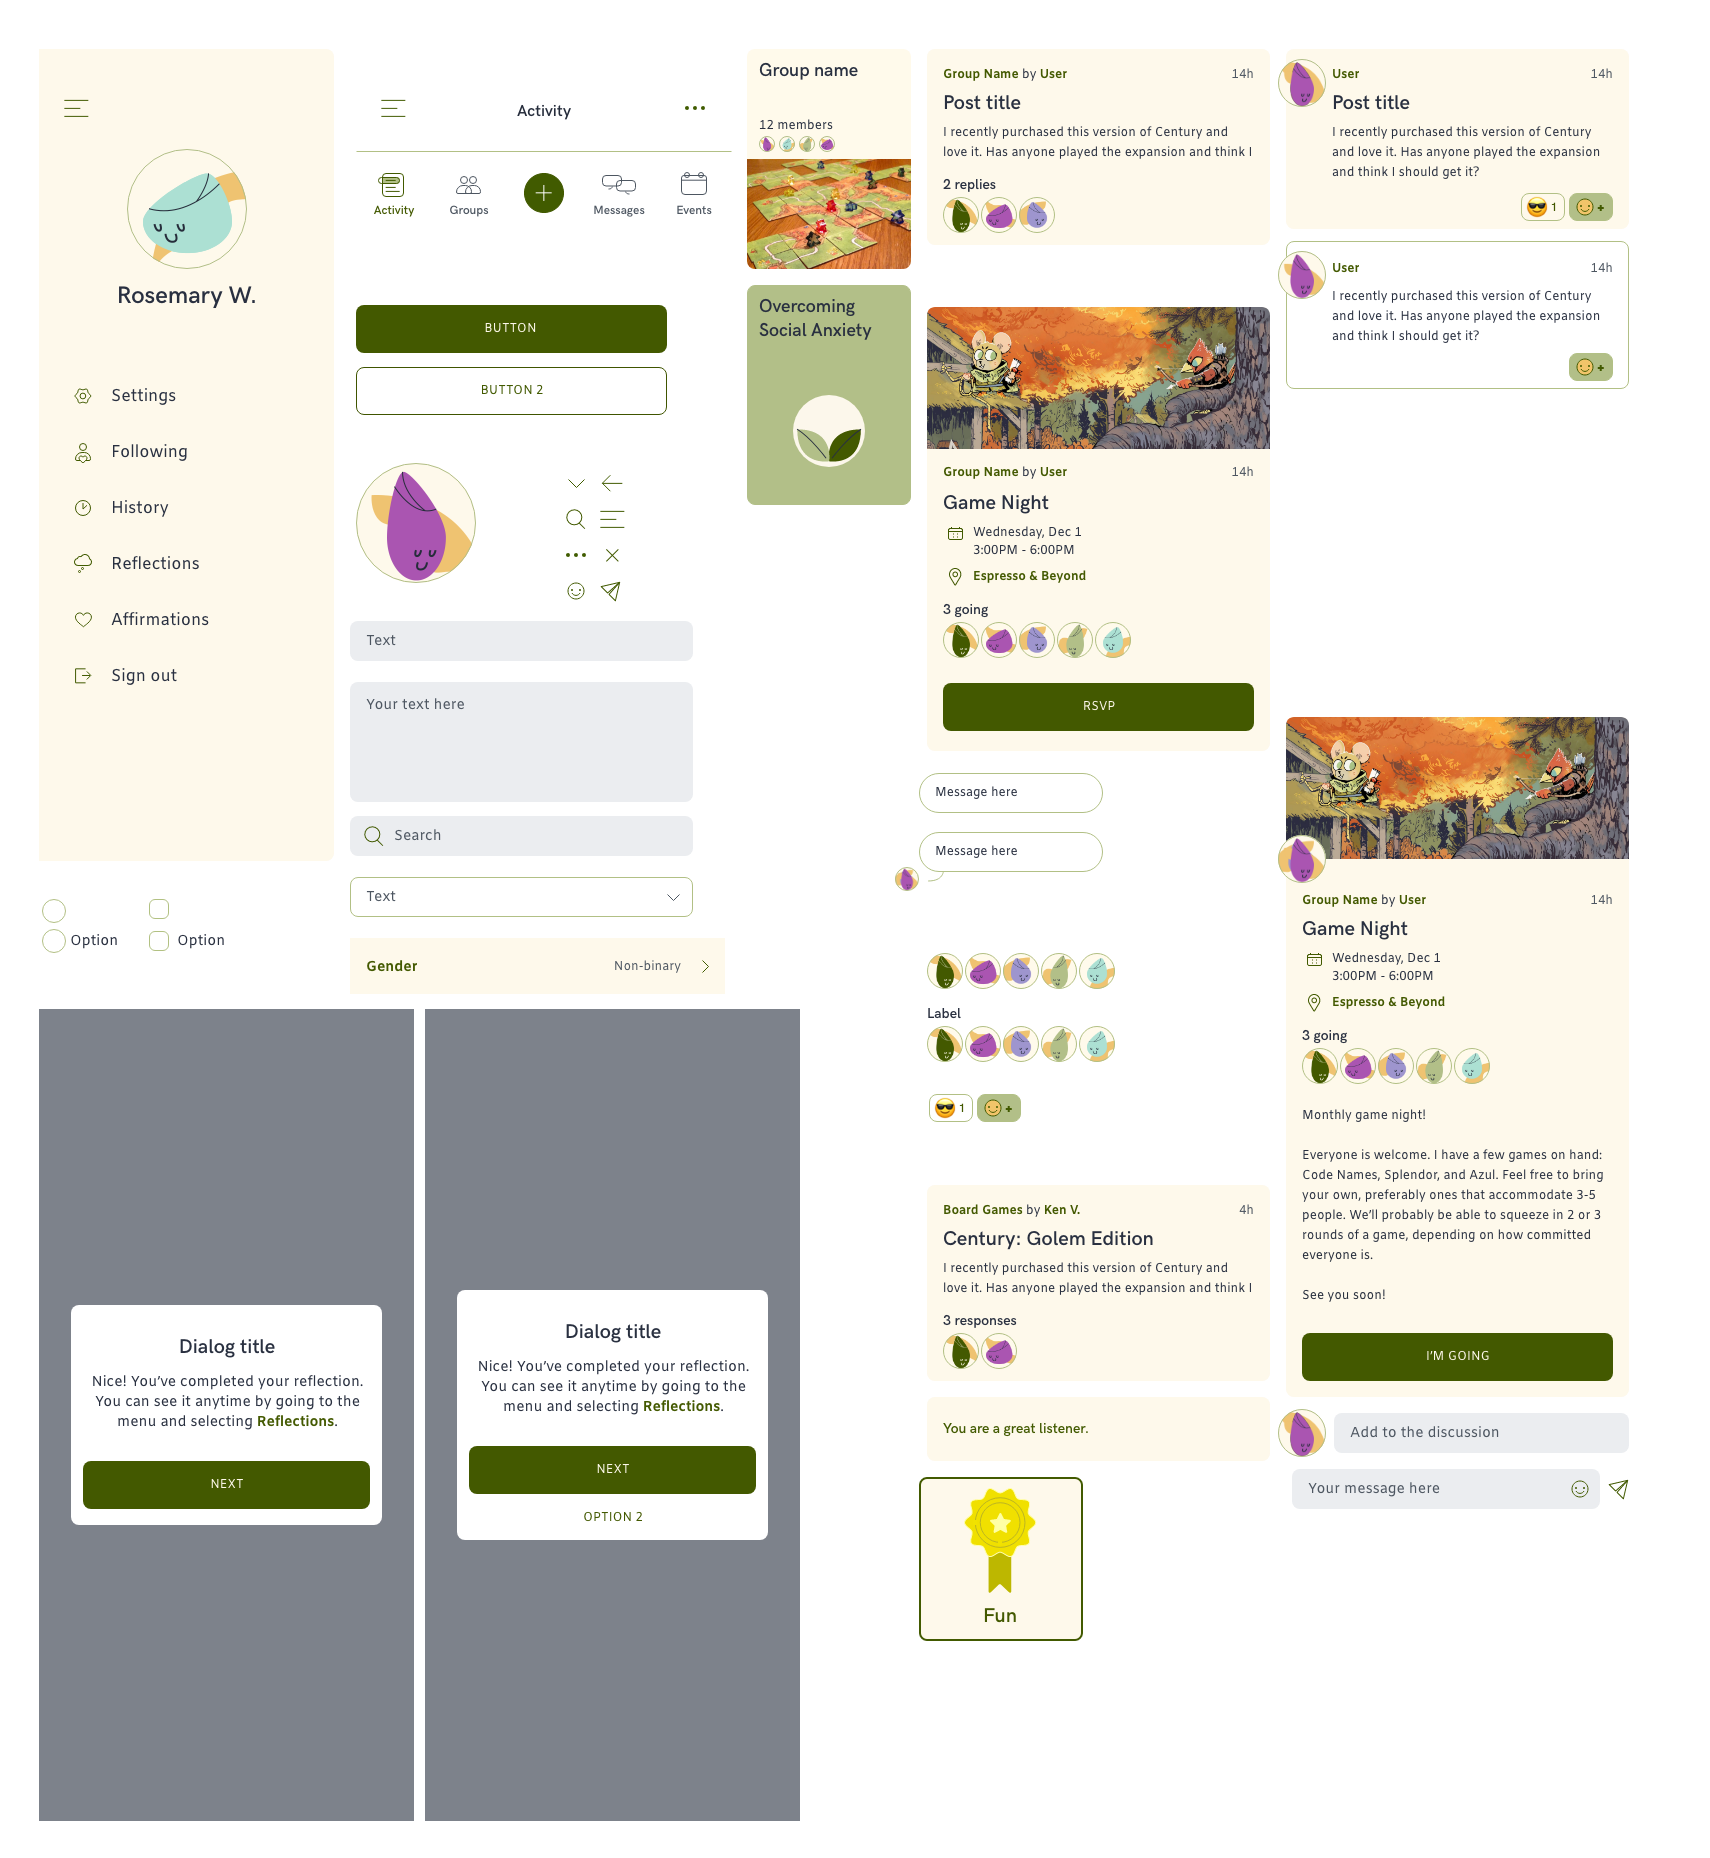 Rosemary W.
Settings
Following
History
Reflections
Affirmations
Sign out
Option
Option
Activity
Activity
Groups
Messages
Events
BUTTON
BUTTON 2
Text
Your text here
Search
Text
Gender
Non-binary
Dialog title
Nice! You’ve completed your reflection.
You can see it anytime by going to the
menu and selecting Reflections.
NEXT
Dialog title
Nice! You’ve completed your reflection.
You can see it anytime by going to the
menu and selecting Reflections.
NEXT
OPTION 2
Group name
12 members
Overcoming
Social Anxiety
Group Name by User
14h
Post title
I recently purchased this version of Century and
love it. Has anyone played the expansion and think I
2 replies
Group Name by User
14h
Game Night
Wednesday, Dec 1
3:00PM - 6:00PM
Espresso & Beyond
3 going
RSVP
Message here
Message here
Label
1
+
Board Games by Ken V.
4h
Century: Golem Edition
I recently purchased this version of Century and
love it. Has anyone played the expansion and think I
3 responses
You are a great listener.
Fun
User
14h
Post title
I recently purchased this version of Century
and love it. Has anyone played the expansion
and think I should get it?
1
+
User
14h
I recently purchased this version of Century
and love it. Has anyone played the expansion
and think I should get it?
+
Group Name by User
14h
Game Night
Wednesday, Dec 1
3:00PM - 6:00PM
Espresso & Beyond
3 going
Monthly game night!
Everyone is welcome. I have a few games on hand:
Code Names, Splendor, and Azul. Feel free to bring
your own, preferably ones that accommodate 3-5
people. We’ll probably be able to squeeze in 2 or 3
rounds of a game, depending on how committed
everyone is.
See you soon!
I’M GOING
Add to the discussion
Your message here